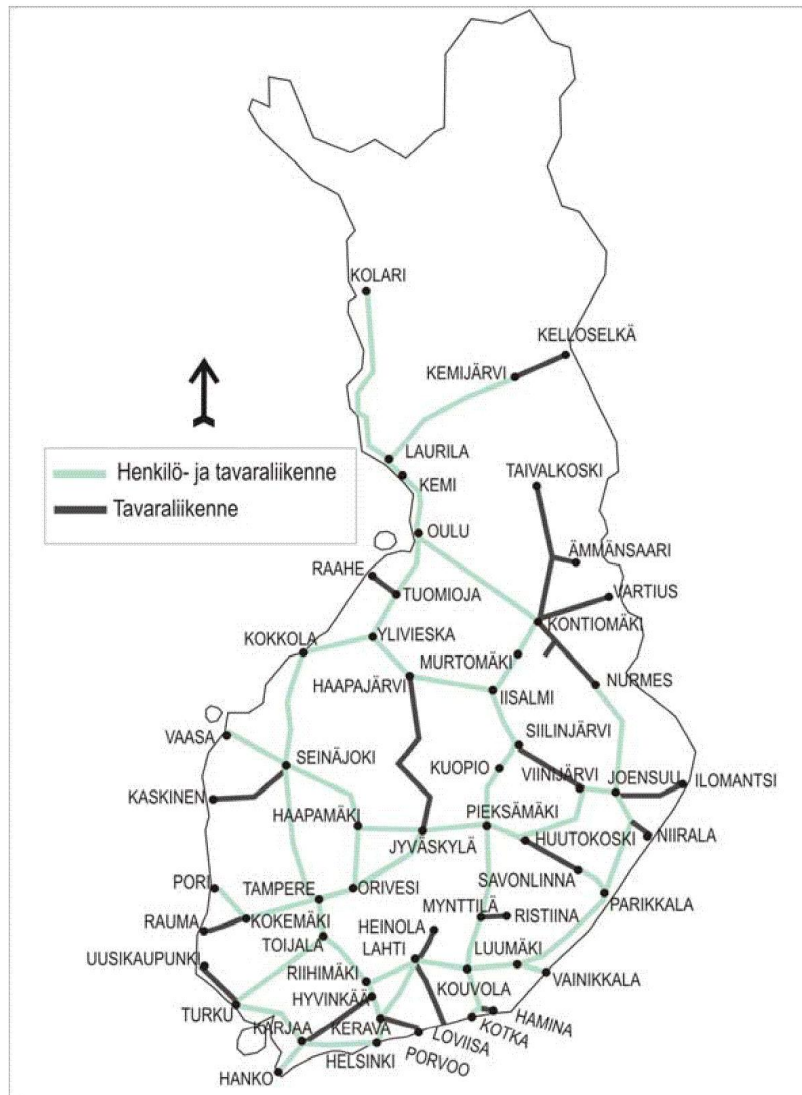 KOLARI
KELLOSELKÄ
KEMIJÄRVI
LAURILA
Henkilö- ja tavaraliikenne
KEMI
TAIVALKOSKI
Tavaraliikenne
OULU
ÄMMÄNSAARI
RAAHE
TUOMIOJA
VARTIUS
KONTIOMÄKI
YLIVIESKA
KOKKOLA
MURTOMÄKI
HAAPAJÄRVI
NURMES
IISALMI
VAASA
SIILINJÄRVI
SEINÄJOKI
KUOPIO
VIINIJÄRVI
JOENSUU
ILOMANTSI
KASKINEN
HAAPAMÄKI
PIEKSÄMÄKI
JYVÄSKYLÄ
HUUTOKOSKI
NIIRALA
SAVONLINNA
PORI
TAMPERE
ORIVESI
PARIKKALA
MYNTTILÄ
RISTIINA
RAUMA
KOKEMÄKI
HEINOLA
TOIJALA
LAHTI
LUUMÄKI
UUSIKAUPUNKI
RIIHIMÄKI
VAINIKKALA
KOUVOLA
HYVINKÄÄ
TURKU
KARJAA
KERAVA
LOVIISA
KOTKA
HAMINA
HELSINKI
PORVOO
HANKO